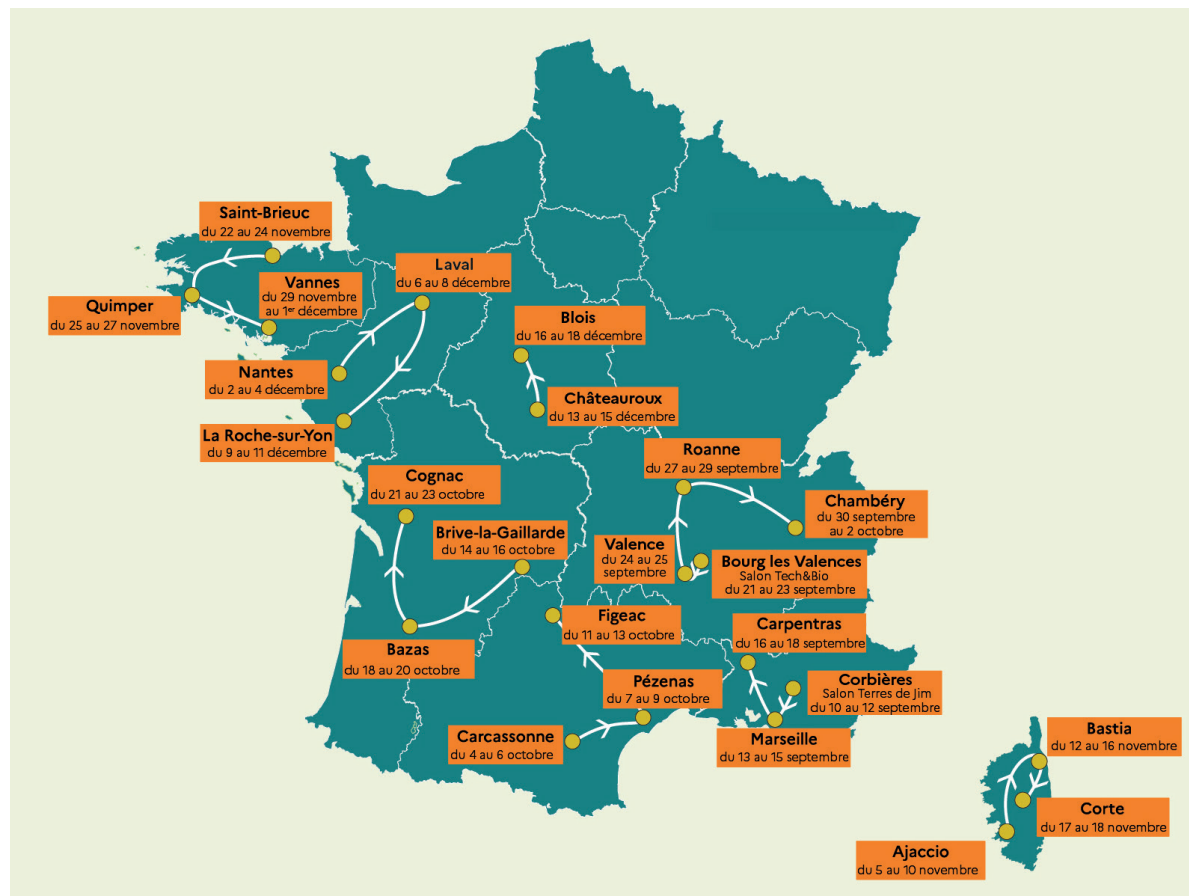 Saint-Brieuc
du 22 au 24 novembre
Laval
du 6 au 8 décembre
Vannes
du 29 novembre
au 1er décembre
Quimper
du 25 au 27 novembre
Blois
du 16 au 18 décembre
Nantes
du 2 au 4 décembre
Châteauroux
du 13 au 15 décembre
La Roche-sur-Yon
du 9 au 11 décembre
Roanne
du 27 au 29 septembre
Cognac
du 21 au 23 octobre
Chambéry
du 30 septembre
au 2 octobre
Brive-la-Gaillarde
du 14 au 16 octobre
Valence
du 24 au 25
septembre
Bourg les Valences
Salon Tech&Bio
du 21 au 23 septembre
Figeac
du 11 au 13 octobre
Carpentras
du 16 au 18 septembre
Bazas
du 18 au 20 octobre
Pézenas
du 7 au 9 octobre
Corbières
Salon Terres de Jim
du 10 au 12 septembre
Carcassonne
du 4 au 6 octobre
Marseille
du 13 au 15 septembre
Bastia
du 12 au 16 novembre
Corte
du 17 au 18 novembre
Ajaccio
du 5 au 10 novembre